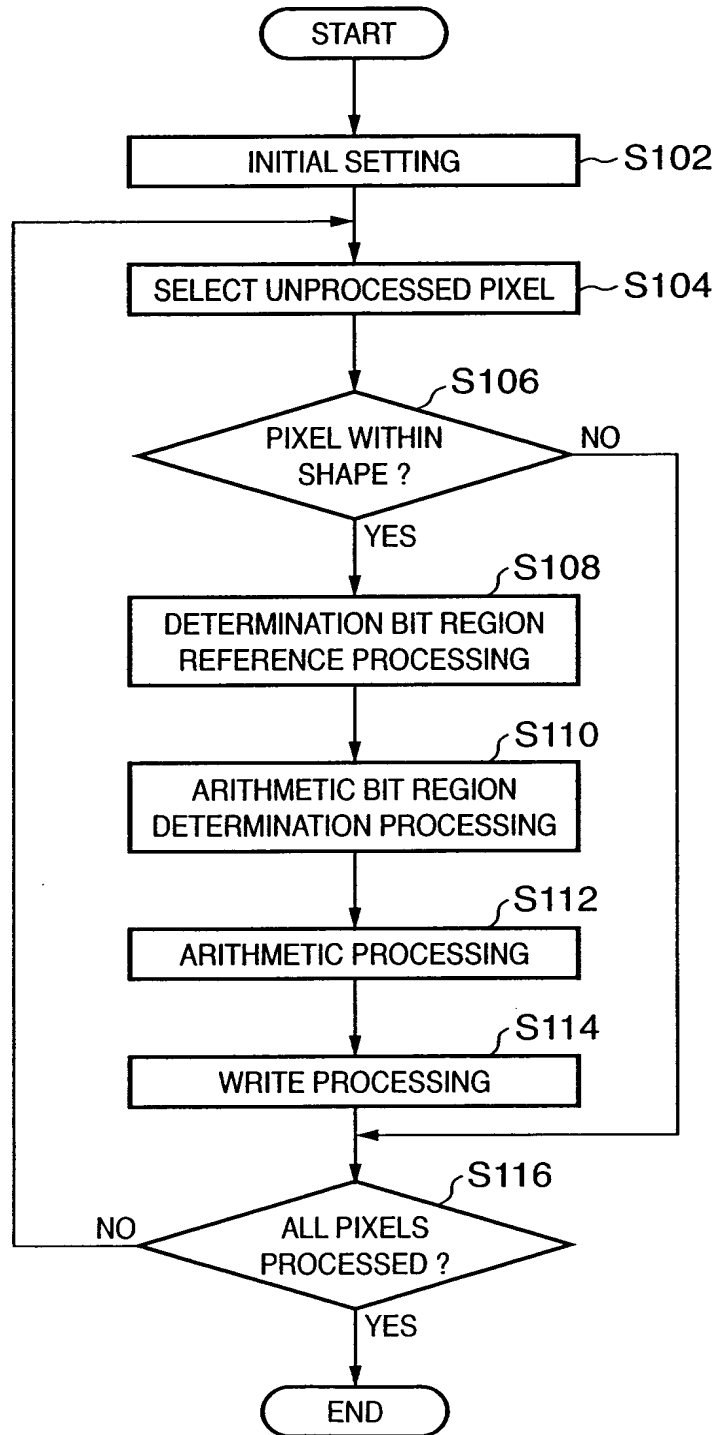 START
INITIAL SETTING
S102
SELECT UNPROCESSED PIXEL
S104
S106
PIXEL WITHIN
SHAPE ?
NO
YES
S108
DETERMINATION BIT REGION
REFERENCE PROCESSING
S110
ARITHMETIC BIT REGION
DETERMINATION PROCESSING
S112
ARITHMETIC PROCESSING
S114
WRITE PROCESSING
S116
NO
ALL PIXELS
PROCESSED ?
YES
END